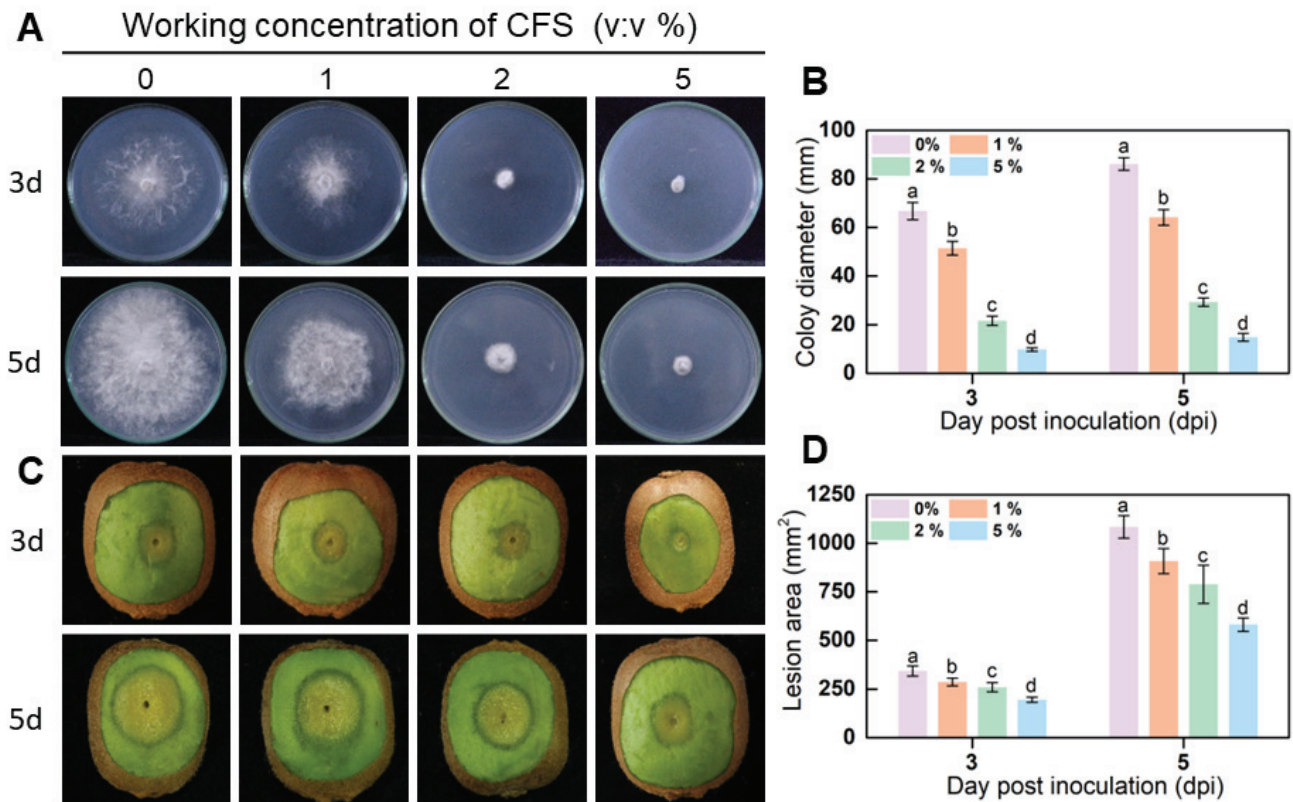 A
Working concentration of CFS (v:v %)
0 1 2 5
3d
5d
C
3d
5d
B
Coloy diameter (mm)
100
80
60
40
20
0
0% 1 %
2 % 5 %
a
b
c
d
a
b
c
d
3 5
Day post inoculation (dpi)
D
Lesion area (mm²)
1250
1000
750
500
250
0
0% 1 %
2 % 5 %
a
b
c
d
a
b
c
d
3 5
Day post inoculation (dpi)